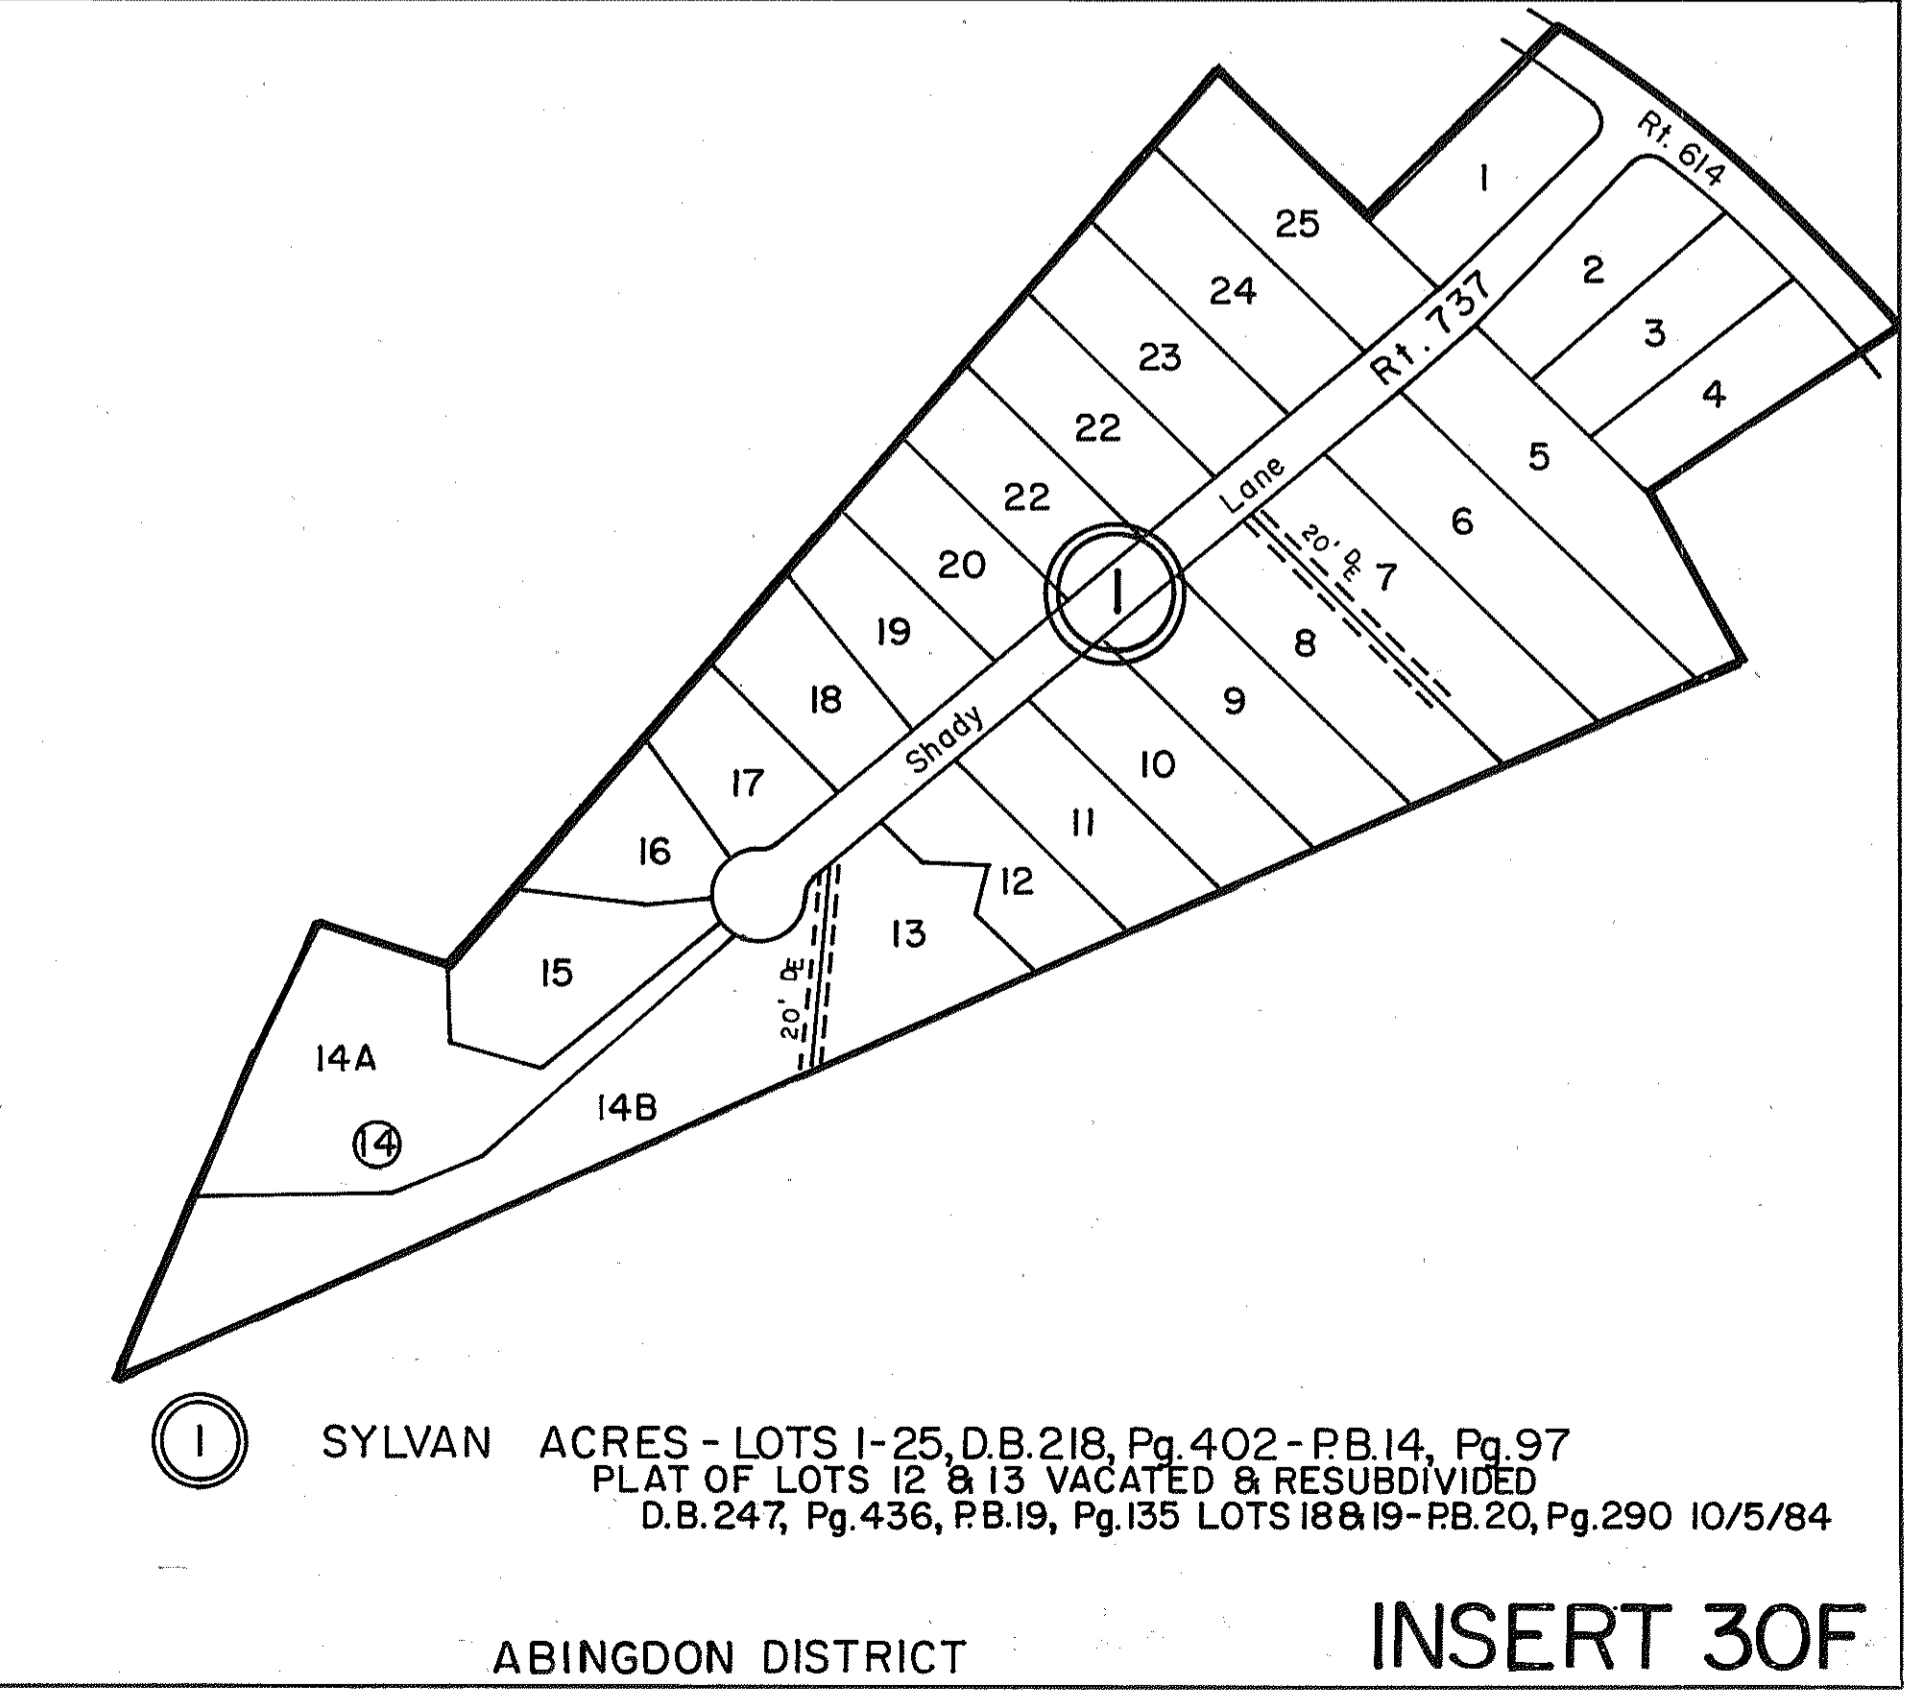 Rt. 614
1
25
2
24
Rt. 737
3
23
4
22
5
Lane
22
6
20' DE
7
20
1
19
8
18
9
Shady
10
17
11
16
12
13
15
20' DE
14A
14B
14
1
SYLVAN ACRES - LOTS 1-25, D.B.218, Pg.402 - P.B.14, Pg.97
PLAT OF LOTS 12 & 13 VACATED & RESUBDIVIDED
D.B.247, Pg.436, P.B.19, Pg.135 LOTS 18&19-P.B.20, Pg.290 10/5/84
ABINGDON DISTRICT
INSERT 30F